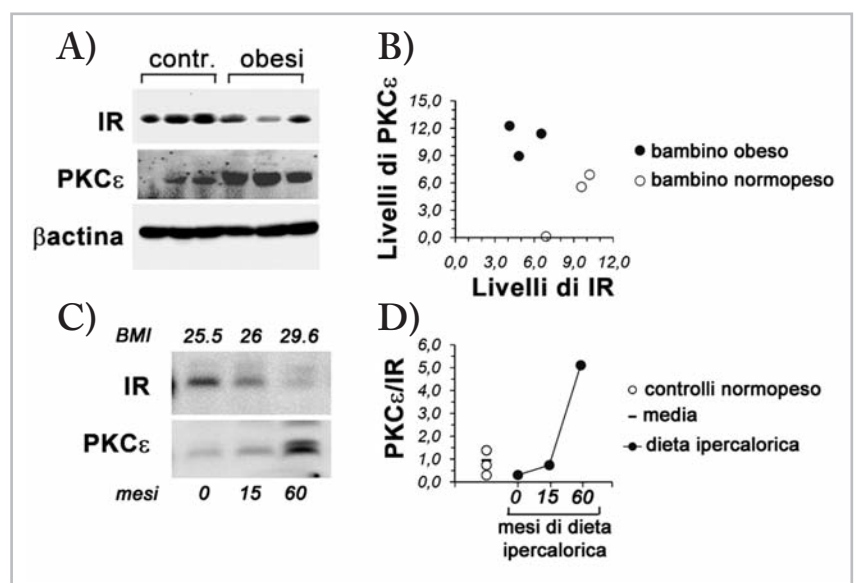 A)
contr. obesi
IR
PKCε
βactina
B)
Livelli di PKCε
15,0
12,0
9,0
6,0
3,0
0,0
0,0 3,0 6,0 9,0 12,0
Livelli di IR
bambino obeso
bambino normopeso
C)
BMI 25.5 26 29.6
IR
PKCε
mesi 0 15 60
D)
PKCε/IR
6,0
5,0
4,0
3,0
2,0
1,0
0,0
0 15 60
mesi di dieta
ipercalorica
controlli normopeso
media
dieta ipercalorica